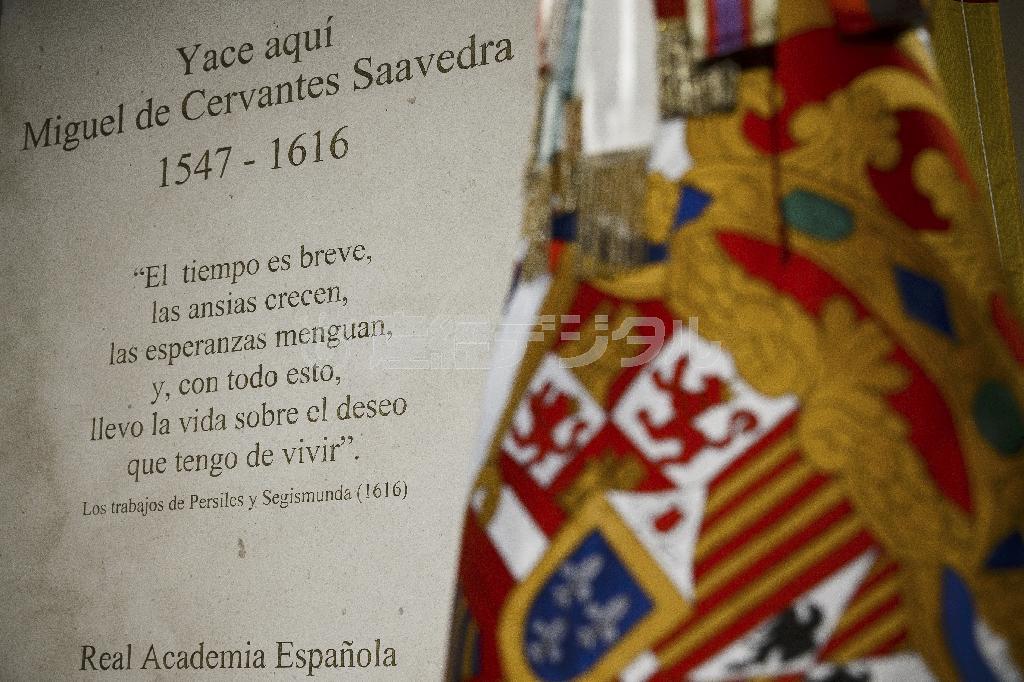 Yace aquí
Miguel de Cervantes Saavedra
1547 - 1616
“El tiempo es breve,
las ansias crecen,
las esperanzas menguan,
y, con todo esto,
llevo la vida sobre el deseo
que tengo de vivir”.
Los trabajos de Persiles y Segismunda (1616)
Real Academia Española
デジタル